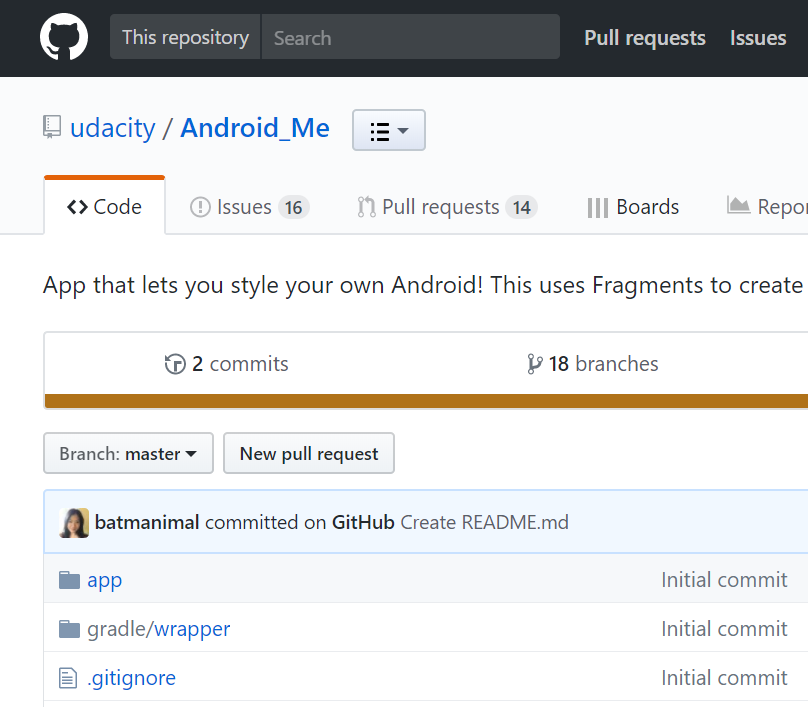 This repository Search Pull requests Issues
udacity / Android_Me
Code Issues 16 Pull requests 14 Boards Repor
App that lets you style your own Android! This uses Fragments to create
2 commits 18 branches
Branch: master New pull request
batmanimal committed on GitHub Create README.md
app Initial commit
gradle/wrapper Initial commit
.gitignore Initial commit